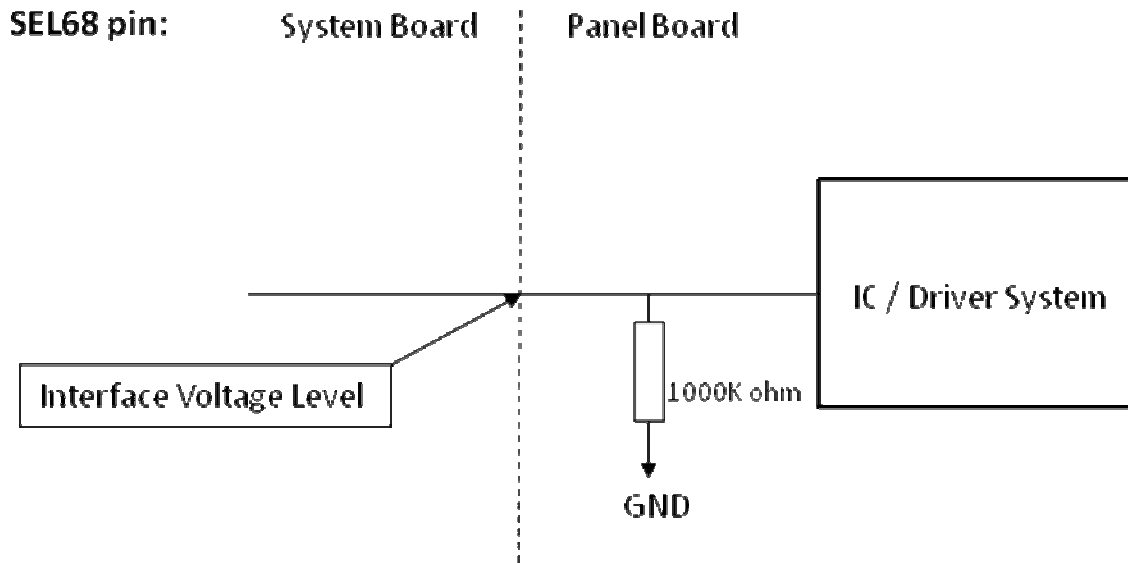 SEL68 pin:
System Board
Panel Board
IC / Driver System
Interface Voltage Level
1000K ohm
GND